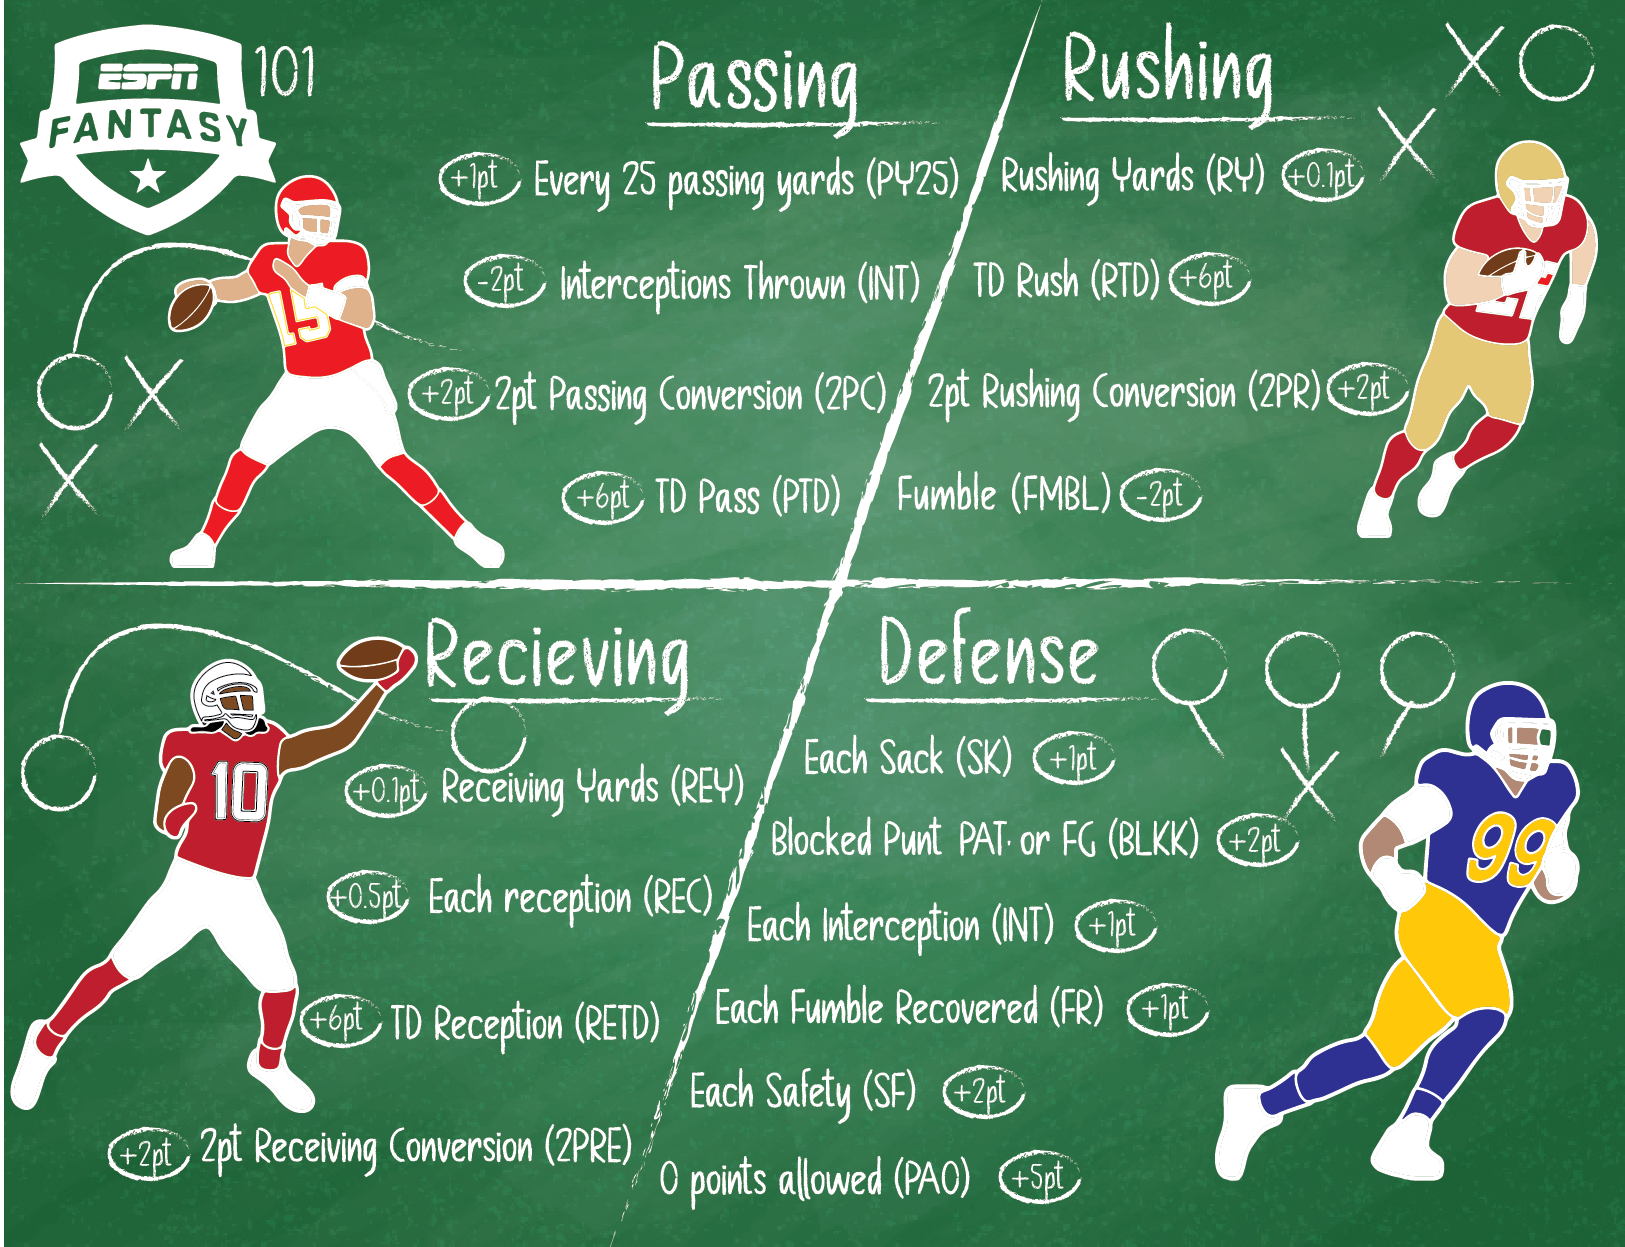 ESPN
FANTASY
101
Passing
+1pt Every 25 passing yards (PY25)
-2pt Interceptions Thrown (INT)
+2pt 2pt Passing Conversion (2PC)
+6pt TD Pass (PTD)
15
Rushing
Rushing Yards (RY) +0.1pt
TD Rush (RTD) +6pt
2pt Rushing Conversion (2PR) +2pt
Fumble (FMBL) -2pt
Recieving
+0.1pt Receiving Yards (REY)
+0.5pt Each reception (REC)
+6pt TD Reception (RETD)
+2pt 2pt Receiving Conversion (2PRE)
10
Defense
Each Sack (SK) +1pt
Blocked Punt PAT. or FG (BLKK) +2pt
Each Interception (INT) +1pt
Each Fumble Recovered (FR) +1pt
Each Safety (SF) +2pt
0 points allowed (PA0) +5pt
99